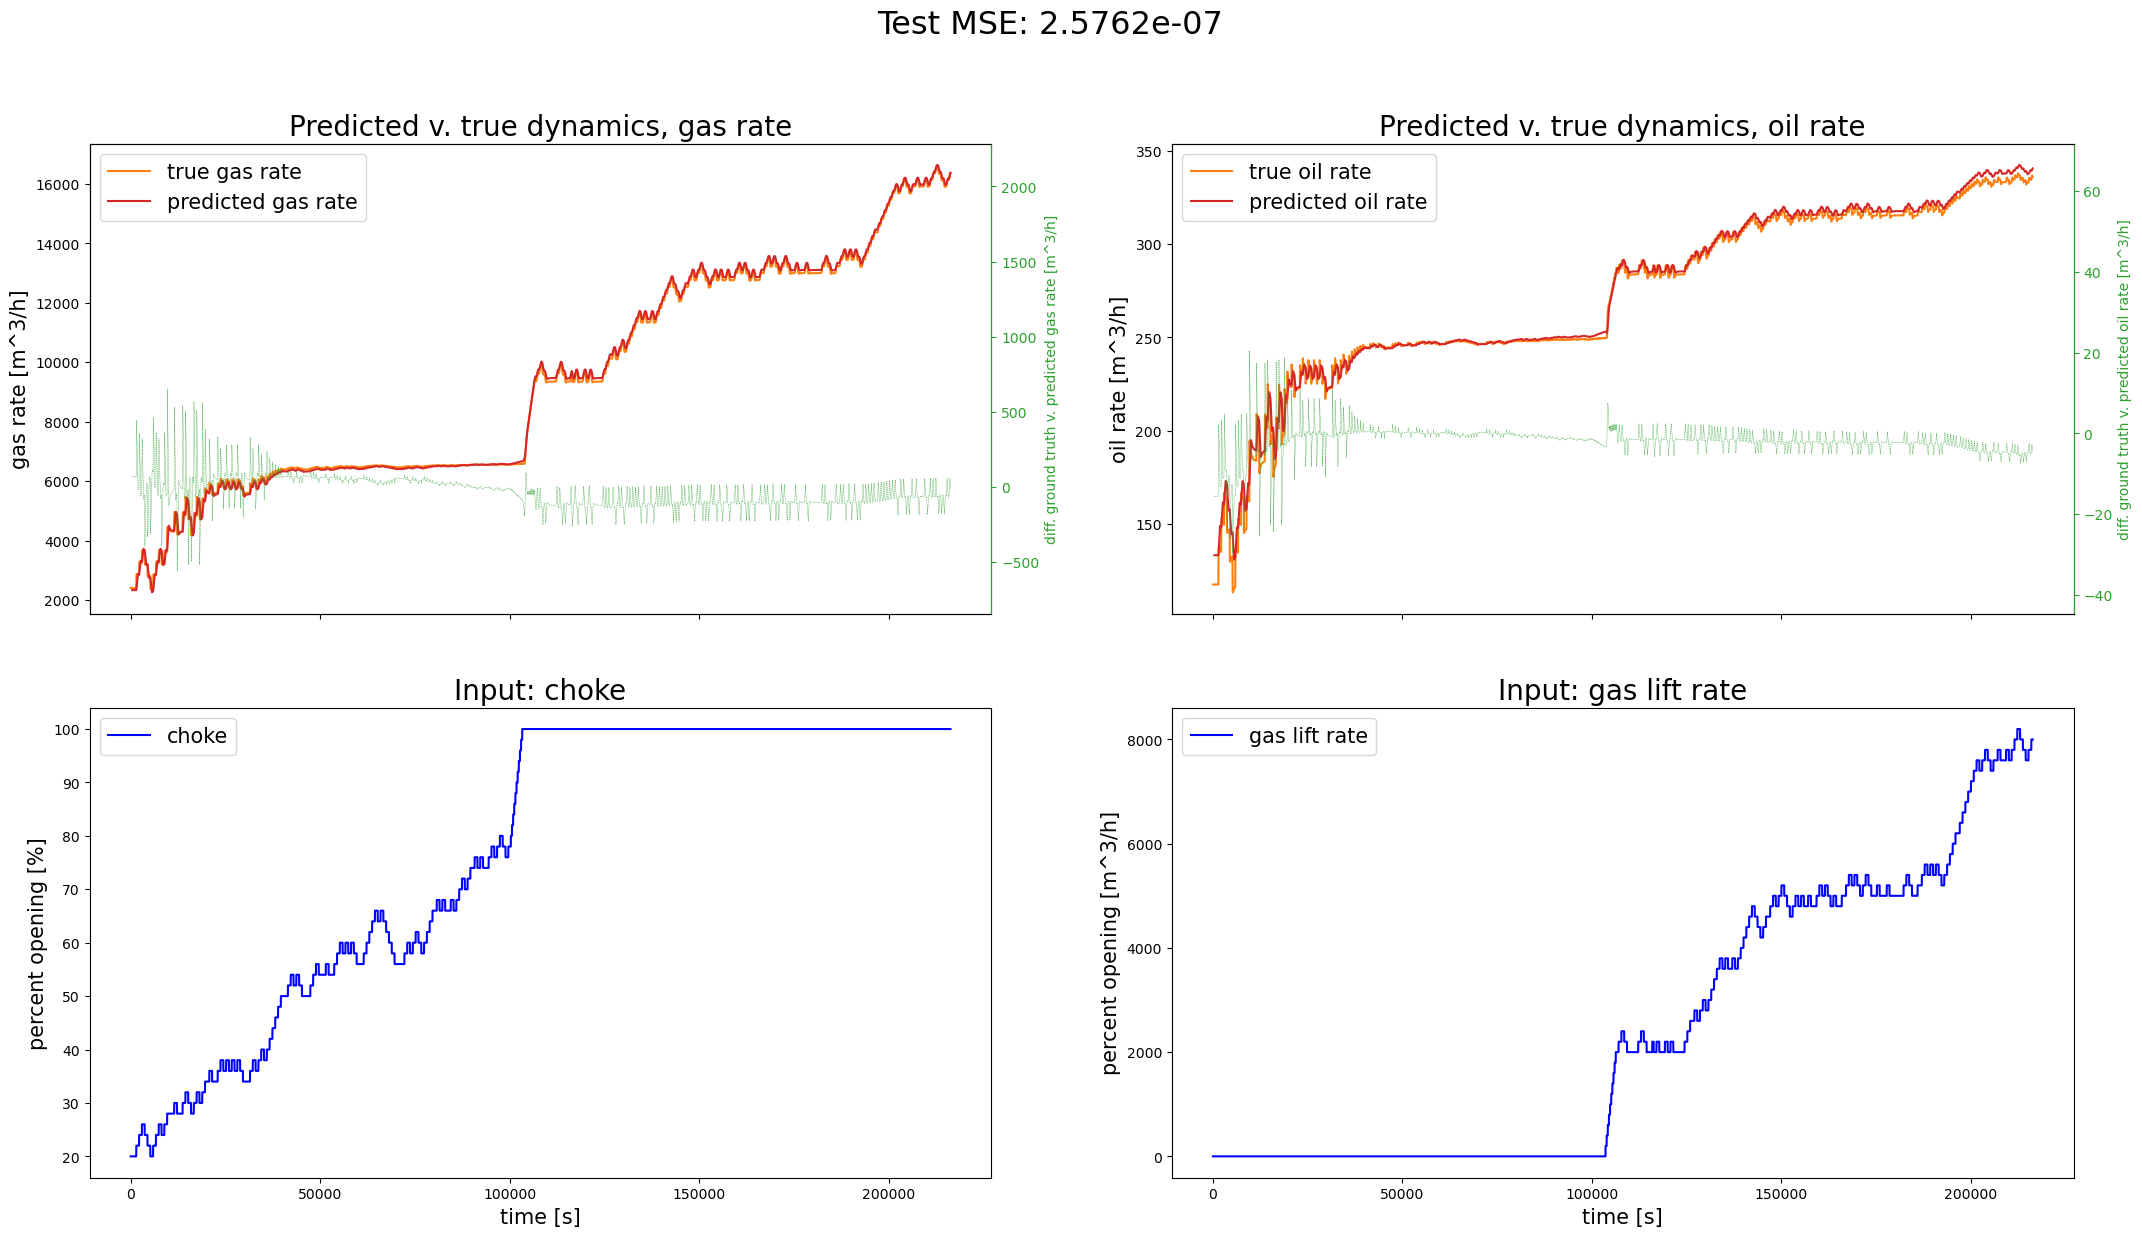 Test MSE: 2.5762e-07
Predicted v. true dynamics, gas rate
true gas rate
predicted gas rate
gas rate [m^3/h]
16000
14000
12000
10000
8000
6000
4000
2000
2000
1500
1000
500
0
−500
diff. ground truth v. predicted gas rate [m^3/h]
Predicted v. true dynamics, oil rate
true oil rate
predicted oil rate
oil rate [m^3/h]
350
300
250
200
150
60
40
20
0
−20
−40
diff. ground truth v. predicted oil rate [m^3/h]
Input: choke
choke
percent opening [%]
100
90
80
70
60
50
40
30
20
0
50000
100000
150000
200000
time [s]
Input: gas lift rate
gas lift rate
percent opening [m^3/h]
8000
6000
4000
2000
0
0
50000
100000
150000
200000
time [s]